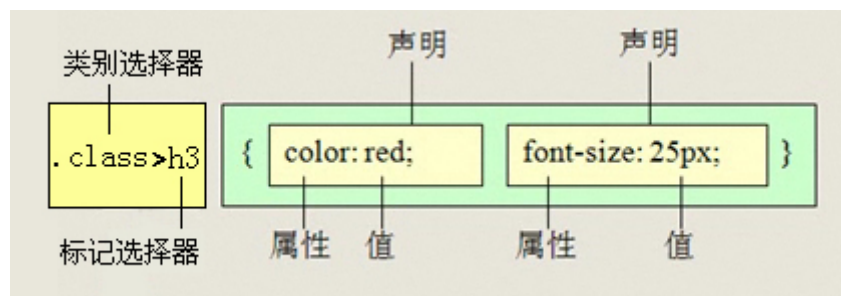 声明 声明
类别选择器
.class>h3 { color: red; font-size: 25px; }
标记选择器 属性 值 属性 值